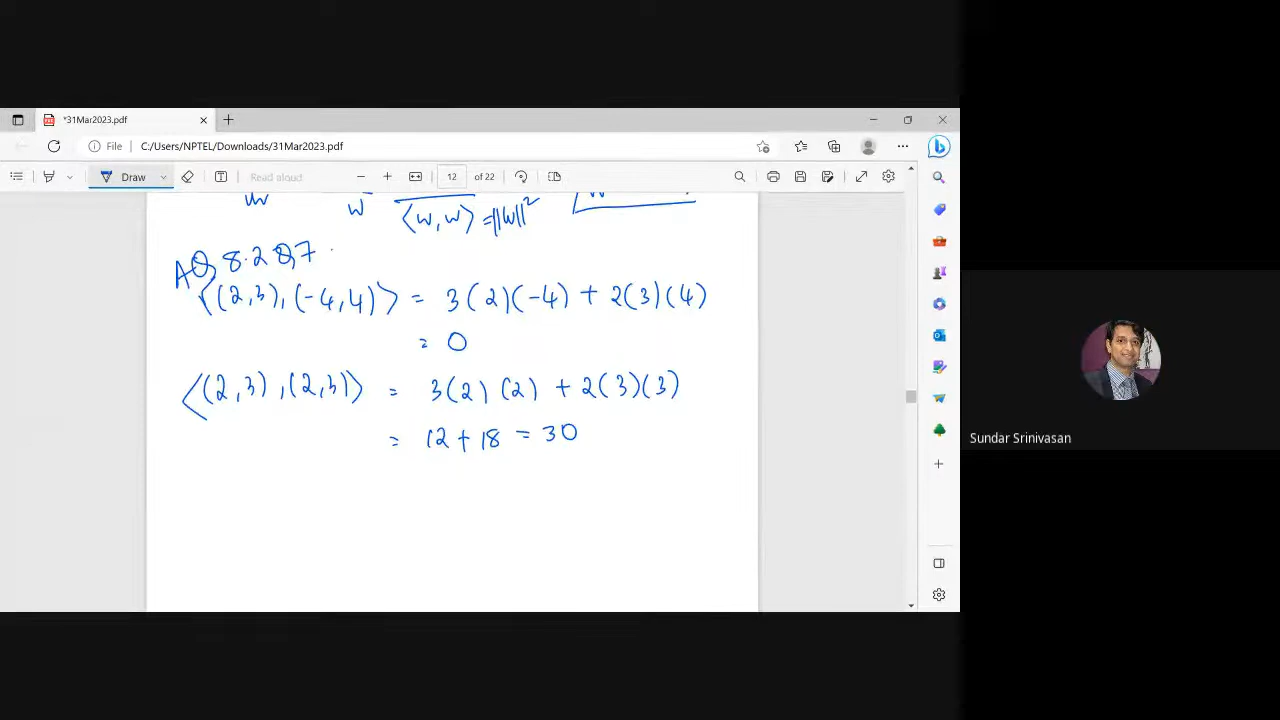 *31Mar2023.pdf
File C:/Users/NPTEL/Downloads/31Mar2023.pdf
Draw Read aloud 12 of 22
w
⟨w, w⟩ = ||w||²
AQ 8.2 Q7
⟨(2,3), (-4,4)⟩ = 3(2)(-4) + 2(3)(4)
= 0
⟨(2,3), (2,3)⟩ = 3(2)(2) + 2(3)(3)
= 12 + 18 = 30
Sundar Srinivasan